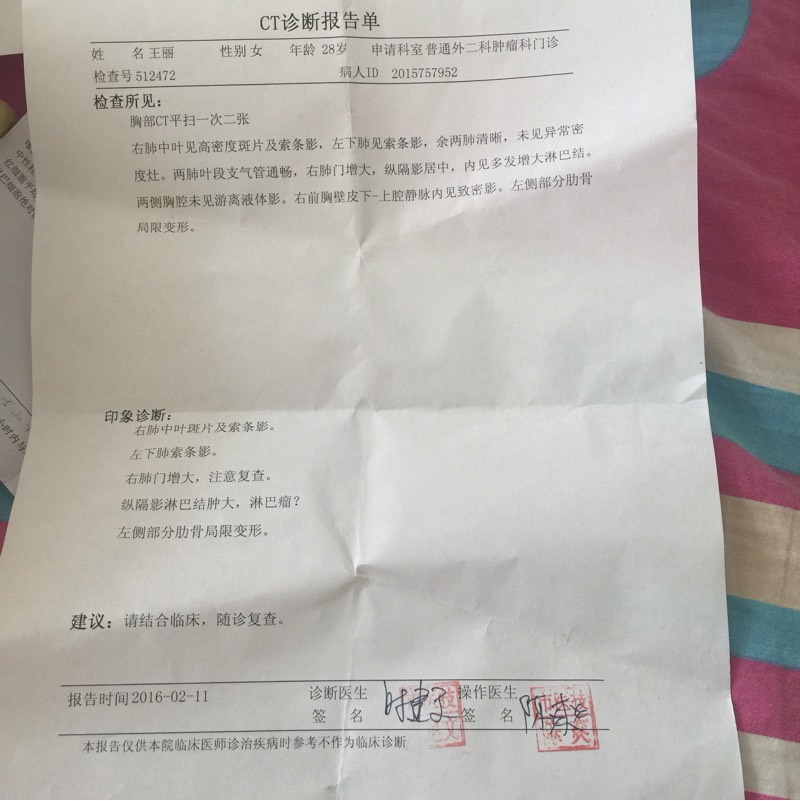 CT诊断报告单
姓 名 王丽 性别 女 年龄 28岁 申请科室 普通外二科肿瘤科门诊
检查号 512472 病人ID 2015757952
检查所见:
胸部CT平扫一次二张
右肺中叶见高密度斑片及索条影，左下肺见索条影，余两肺清晰，未见异常密
度灶。两肺叶段支气管通畅，右肺门增大，纵隔影居中，内见多发增大淋巴结。
两侧胸腔未见游离液体影。右前胸壁皮下-上腔静脉内见致密影。左侧部分肋骨
局限变形。
印象诊断:
右肺中叶斑片及索条影。
左下肺索条影。
右肺门增大，注意复查。
纵隔影淋巴结肿大，淋巴瘤？
左侧部分肋骨局限变形。
建议: 请结合临床，随诊复查。
报告时间 2016-02-11 诊断医生 操作医生
签 名 签 名
本报告仅供本院临床医师诊治疾病时参考不作为临床诊断